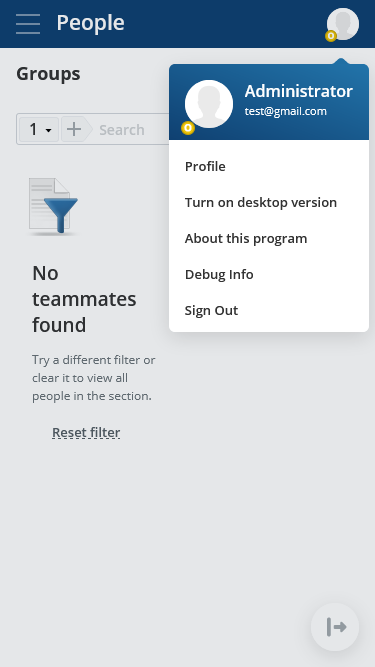 People
Groups
1
Search
Administrator
test@gmail.com
Profile
Turn on desktop version
About this program
Debug Info
Sign Out
No
teammates
found
Try a different filter or
clear it to view all
people in the section.
Reset filter